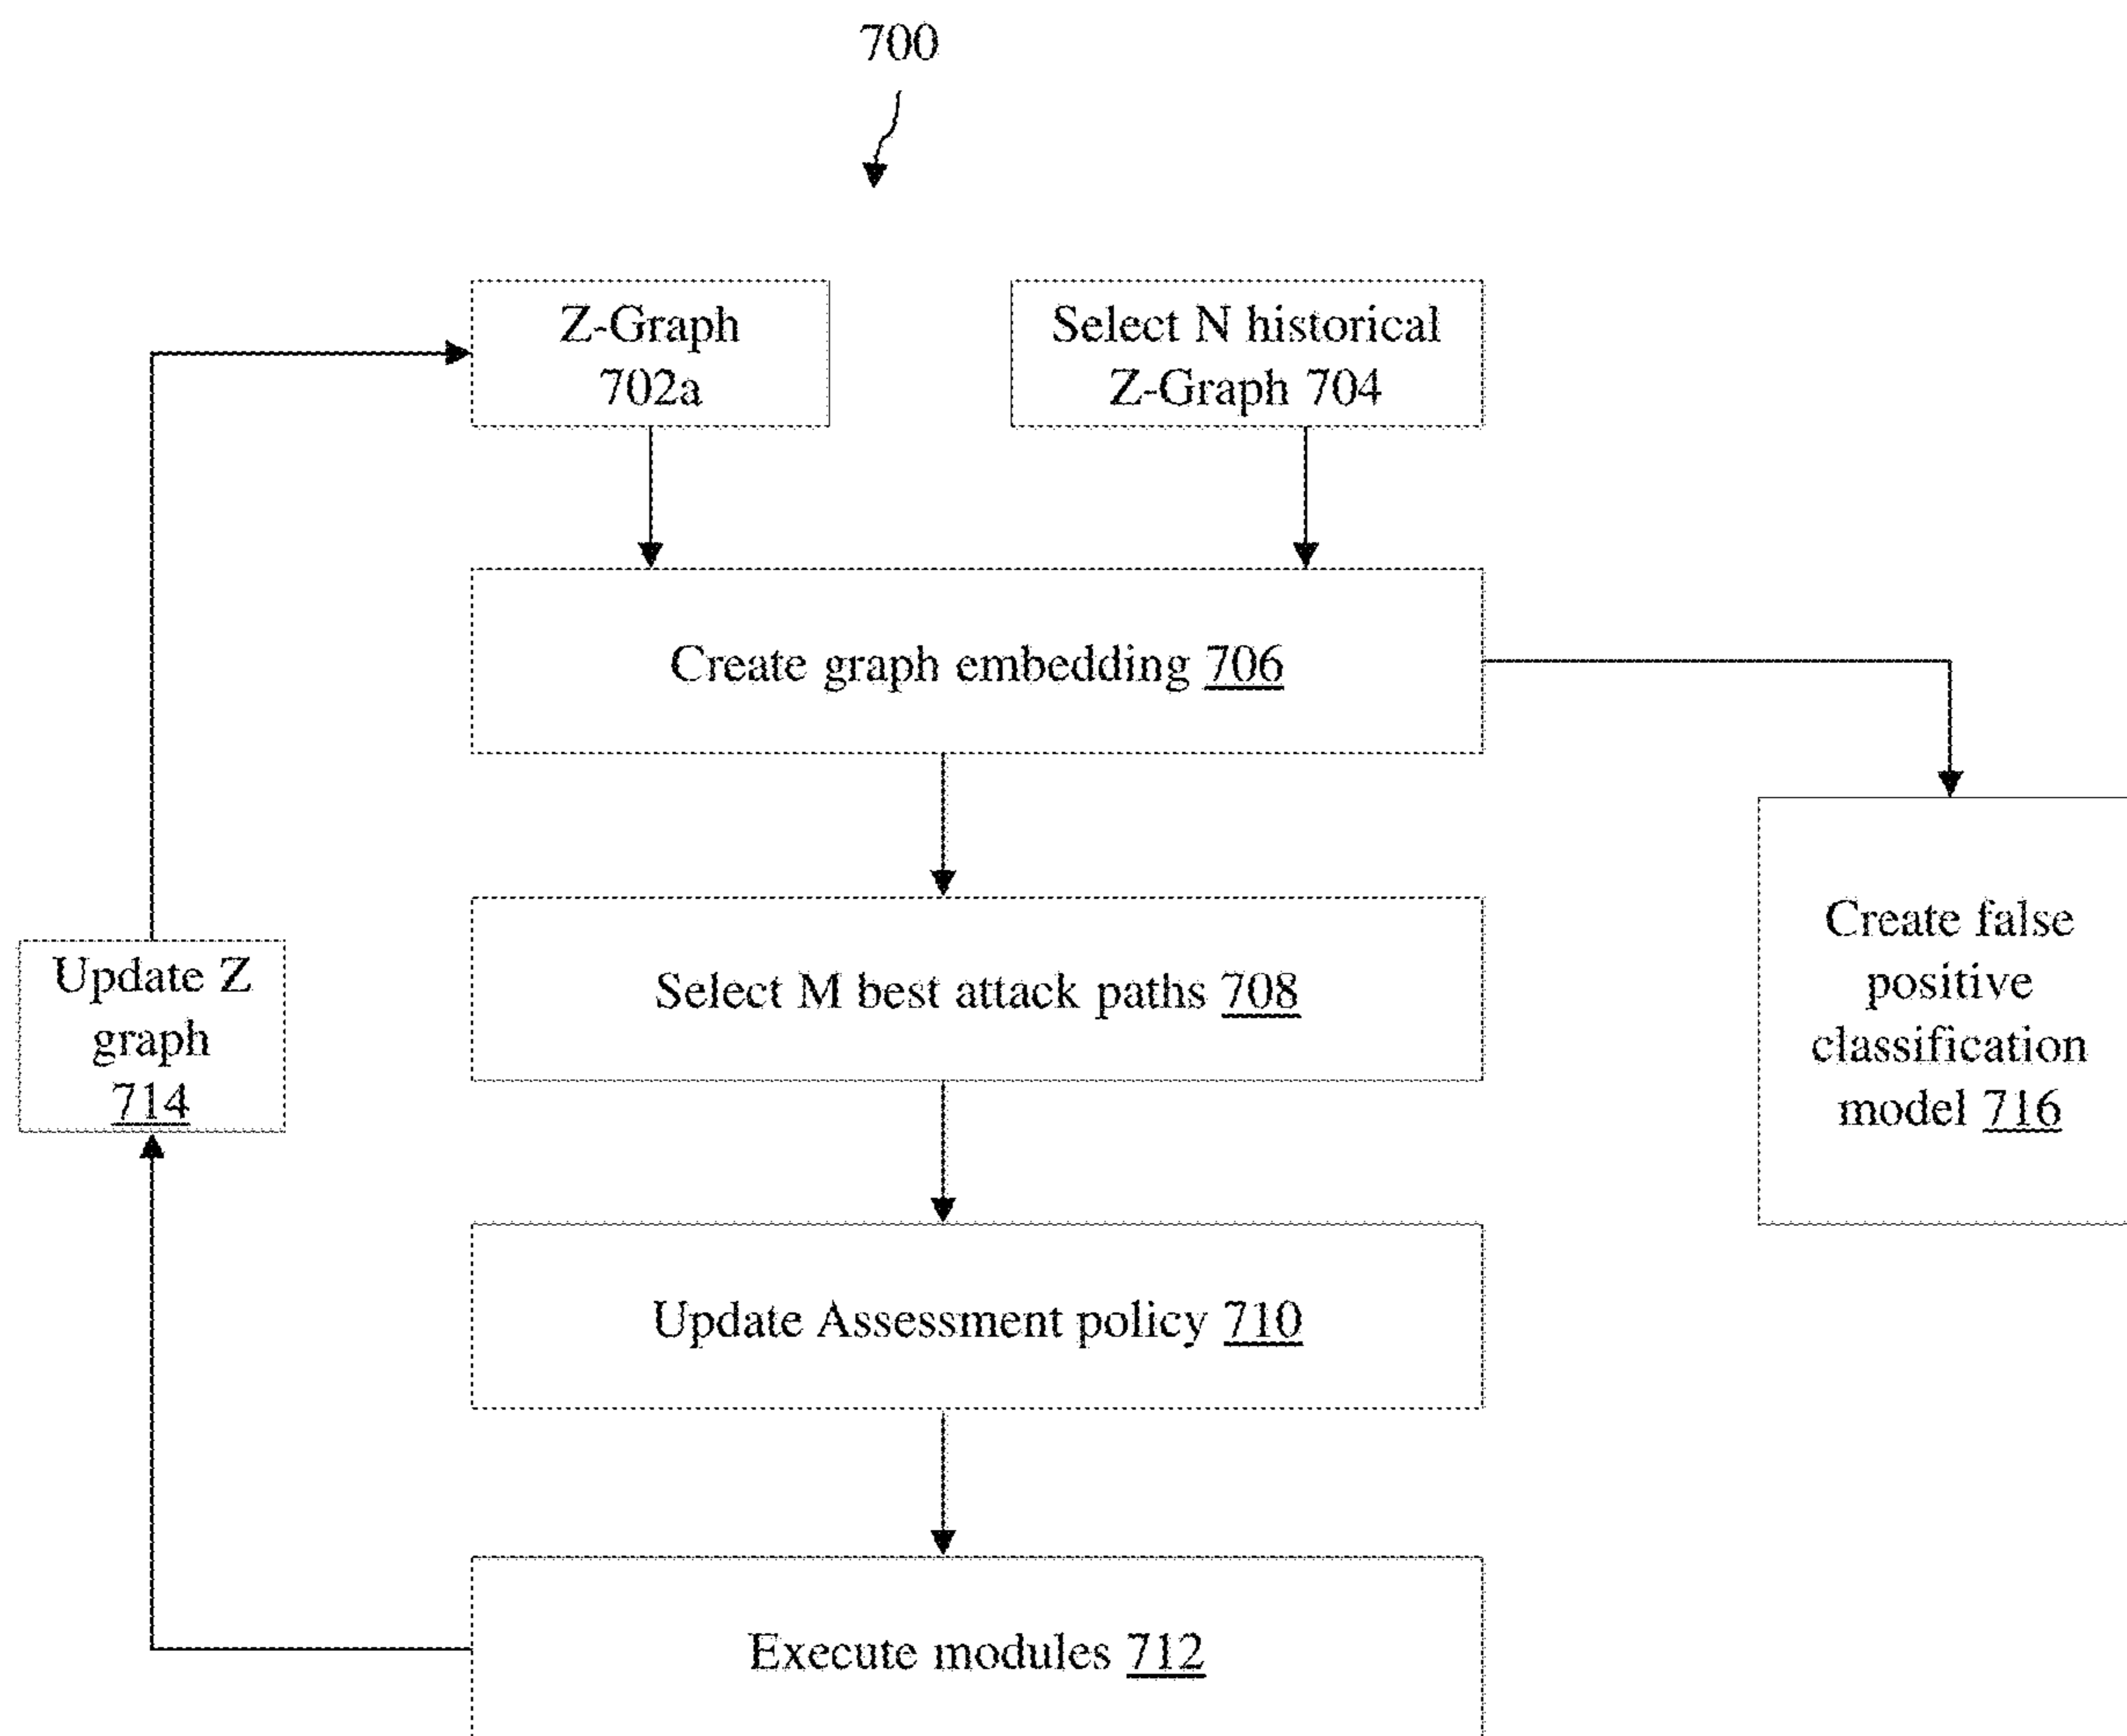 700
Z-Graph
702a
Select N historical
Z-Graph 704
Create graph embedding 706
Select M best attack paths 708
Update Z
graph
714
Create false
positive
classification
model 716
Update Assessment policy 710
Execute modules 712